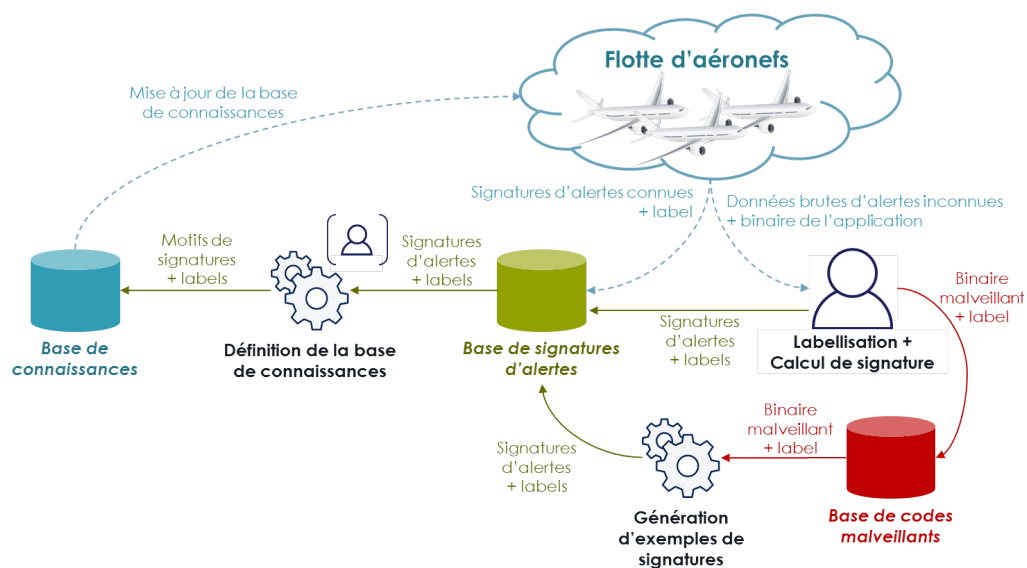 Flotte d'aéronefs
Mise à jour de la base
de connaissances
Signatures d'alertes connues
+ label
Données brutes d'alertes inconnues
+ binaire de l'application
Motifs de
signatures
+ labels
Signatures
d'alertes
+ labels
Binaire
malveillant
+ label
Signatures
d'alertes
+ labels
Base de
connaissances
Définition de la base
de connaissances
Base de signatures
d'alertes
Labellisation +
Calcul de signature
Signatures
d'alertes
+ labels
Binaire
malveillant
+ label
Génération
d'exemples de
signatures
Base de codes
malveillants